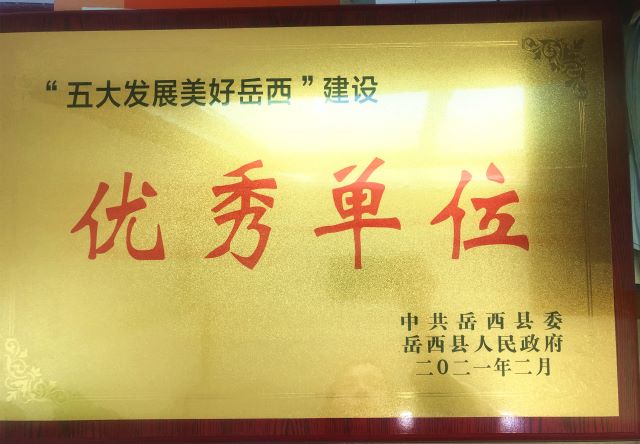 “五大发展美好岳西”建设
优秀单位
中共岳西县委
岳西县人民政府
二〇二一年二月